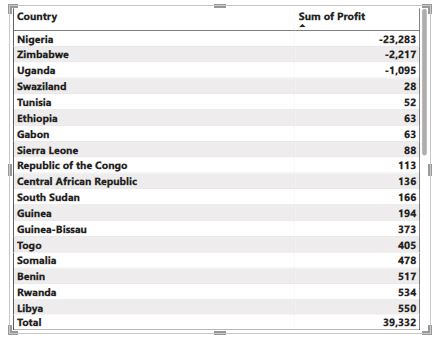 Country Sum of Profit
Nigeria -23,283
Zimbabwe -2,217
Uganda -1,095
Swaziland 28
Tunisia 52
Ethiopia 63
Gabon 63
Sierra Leone 88
Republic of the Congo 113
Central African Republic 136
South Sudan 166
Guinea 194
Guinea-Bissau 373
Togo 405
Somalia 478
Benin 517
Rwanda 534
Libya 550
Total 39,332